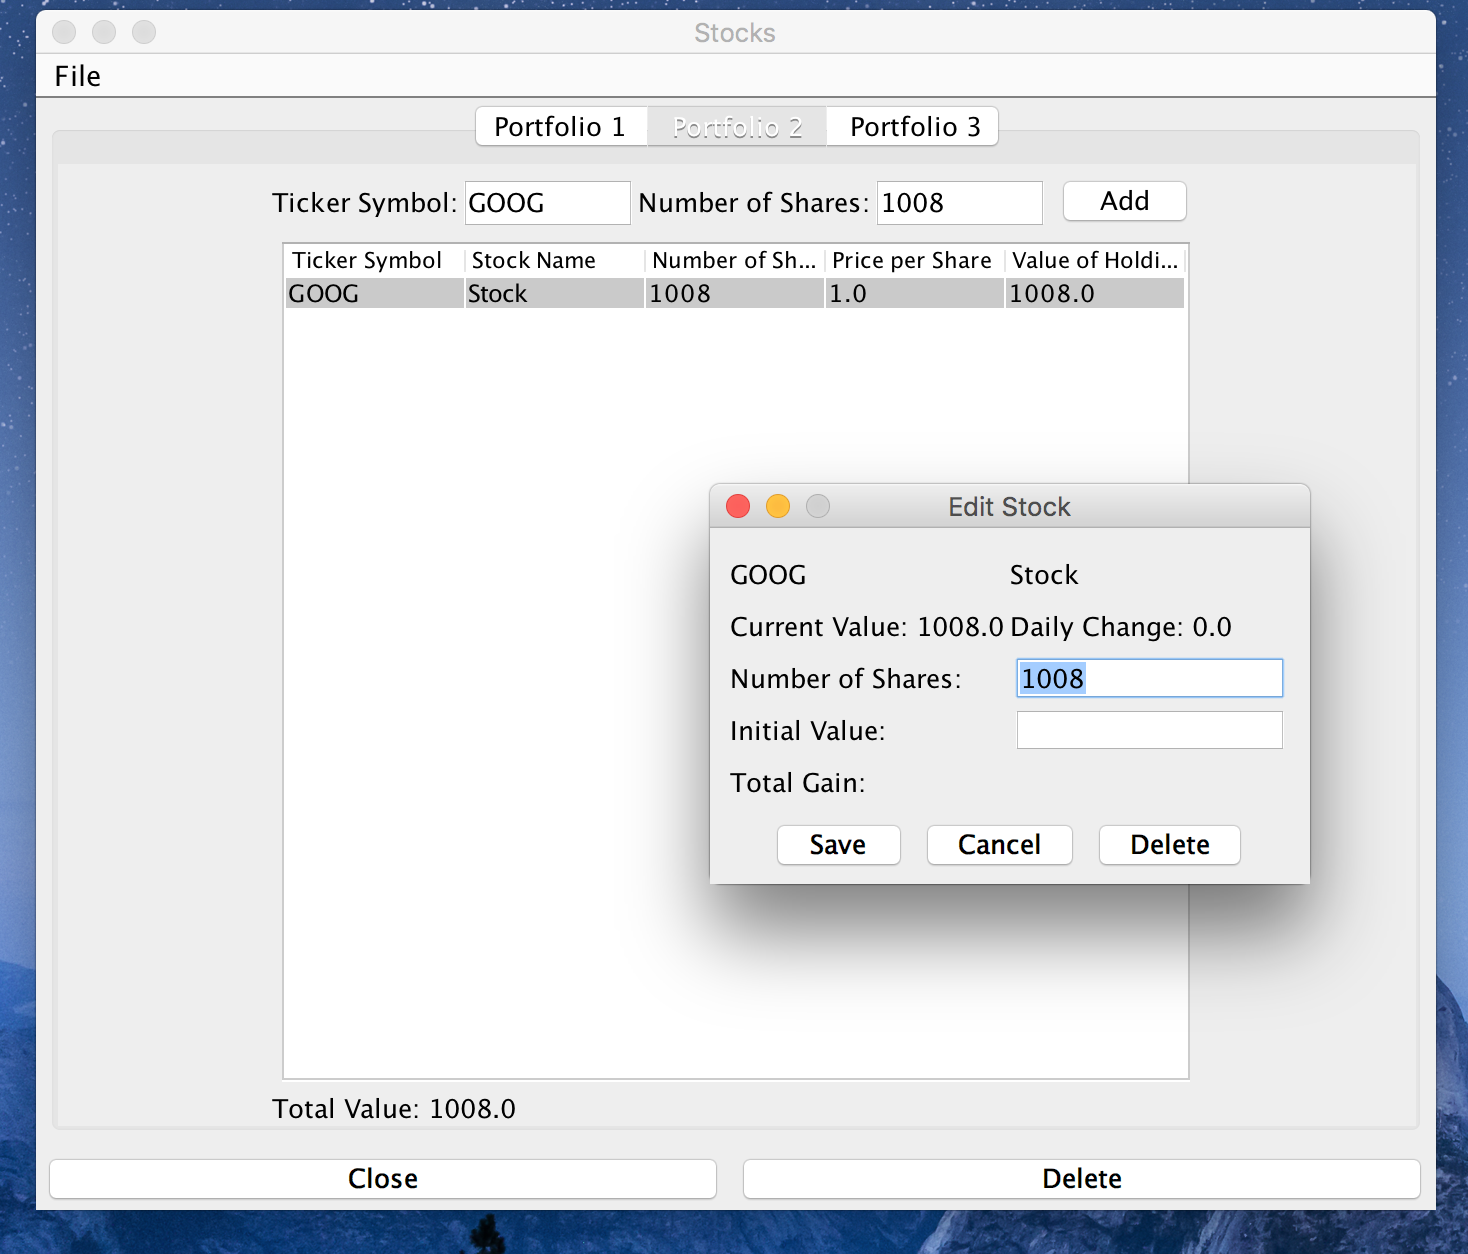 Stocks
File
Portfolio 1 Portfolio 2 Portfolio 3
Ticker Symbol: GOOG Number of Shares: 1008 Add
Ticker Symbol Stock Name Number of Sh... Price per Share Value of Holdi...
GOOG Stock 1008 1.0 1008.0
Edit Stock
GOOG Stock
Current Value: 1008.0 Daily Change: 0.0
Number of Shares: 1008
Initial Value:
Total Gain:
Save Cancel Delete
Total Value: 1008.0
Close Delete